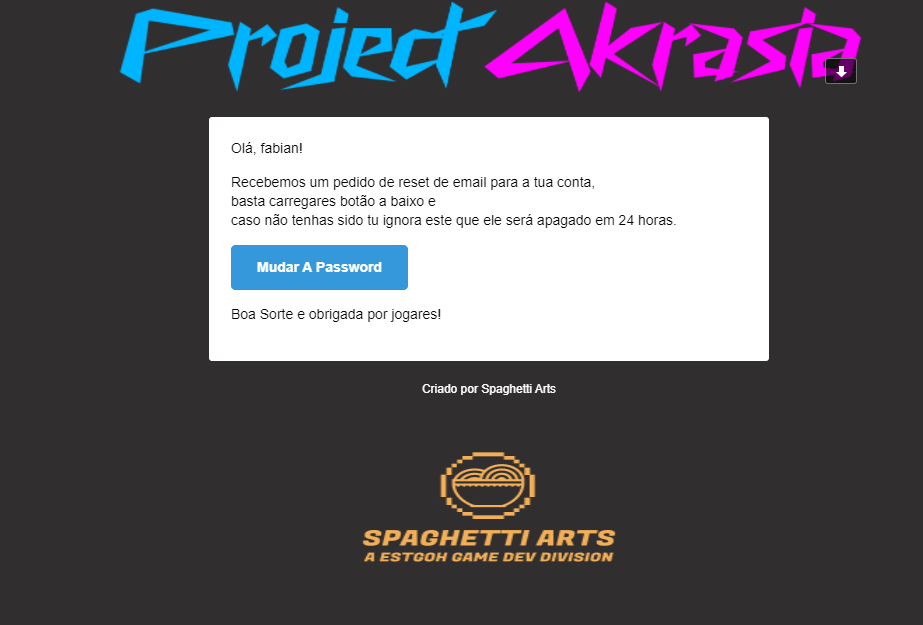 Project Akrasia
Olá, fabian!
Recebemos um pedido de reset de email para a tua conta,
basta carregares botão a baixo e
caso não tenhas sido tu ignora este que ele será apagado em 24 horas.
Mudar A Password
Boa Sorte e obrigada por jogares!
Criado por Spaghetti Arts
SPAGHETTI ARTS
A ESTGOH GAME DEV DIVISION